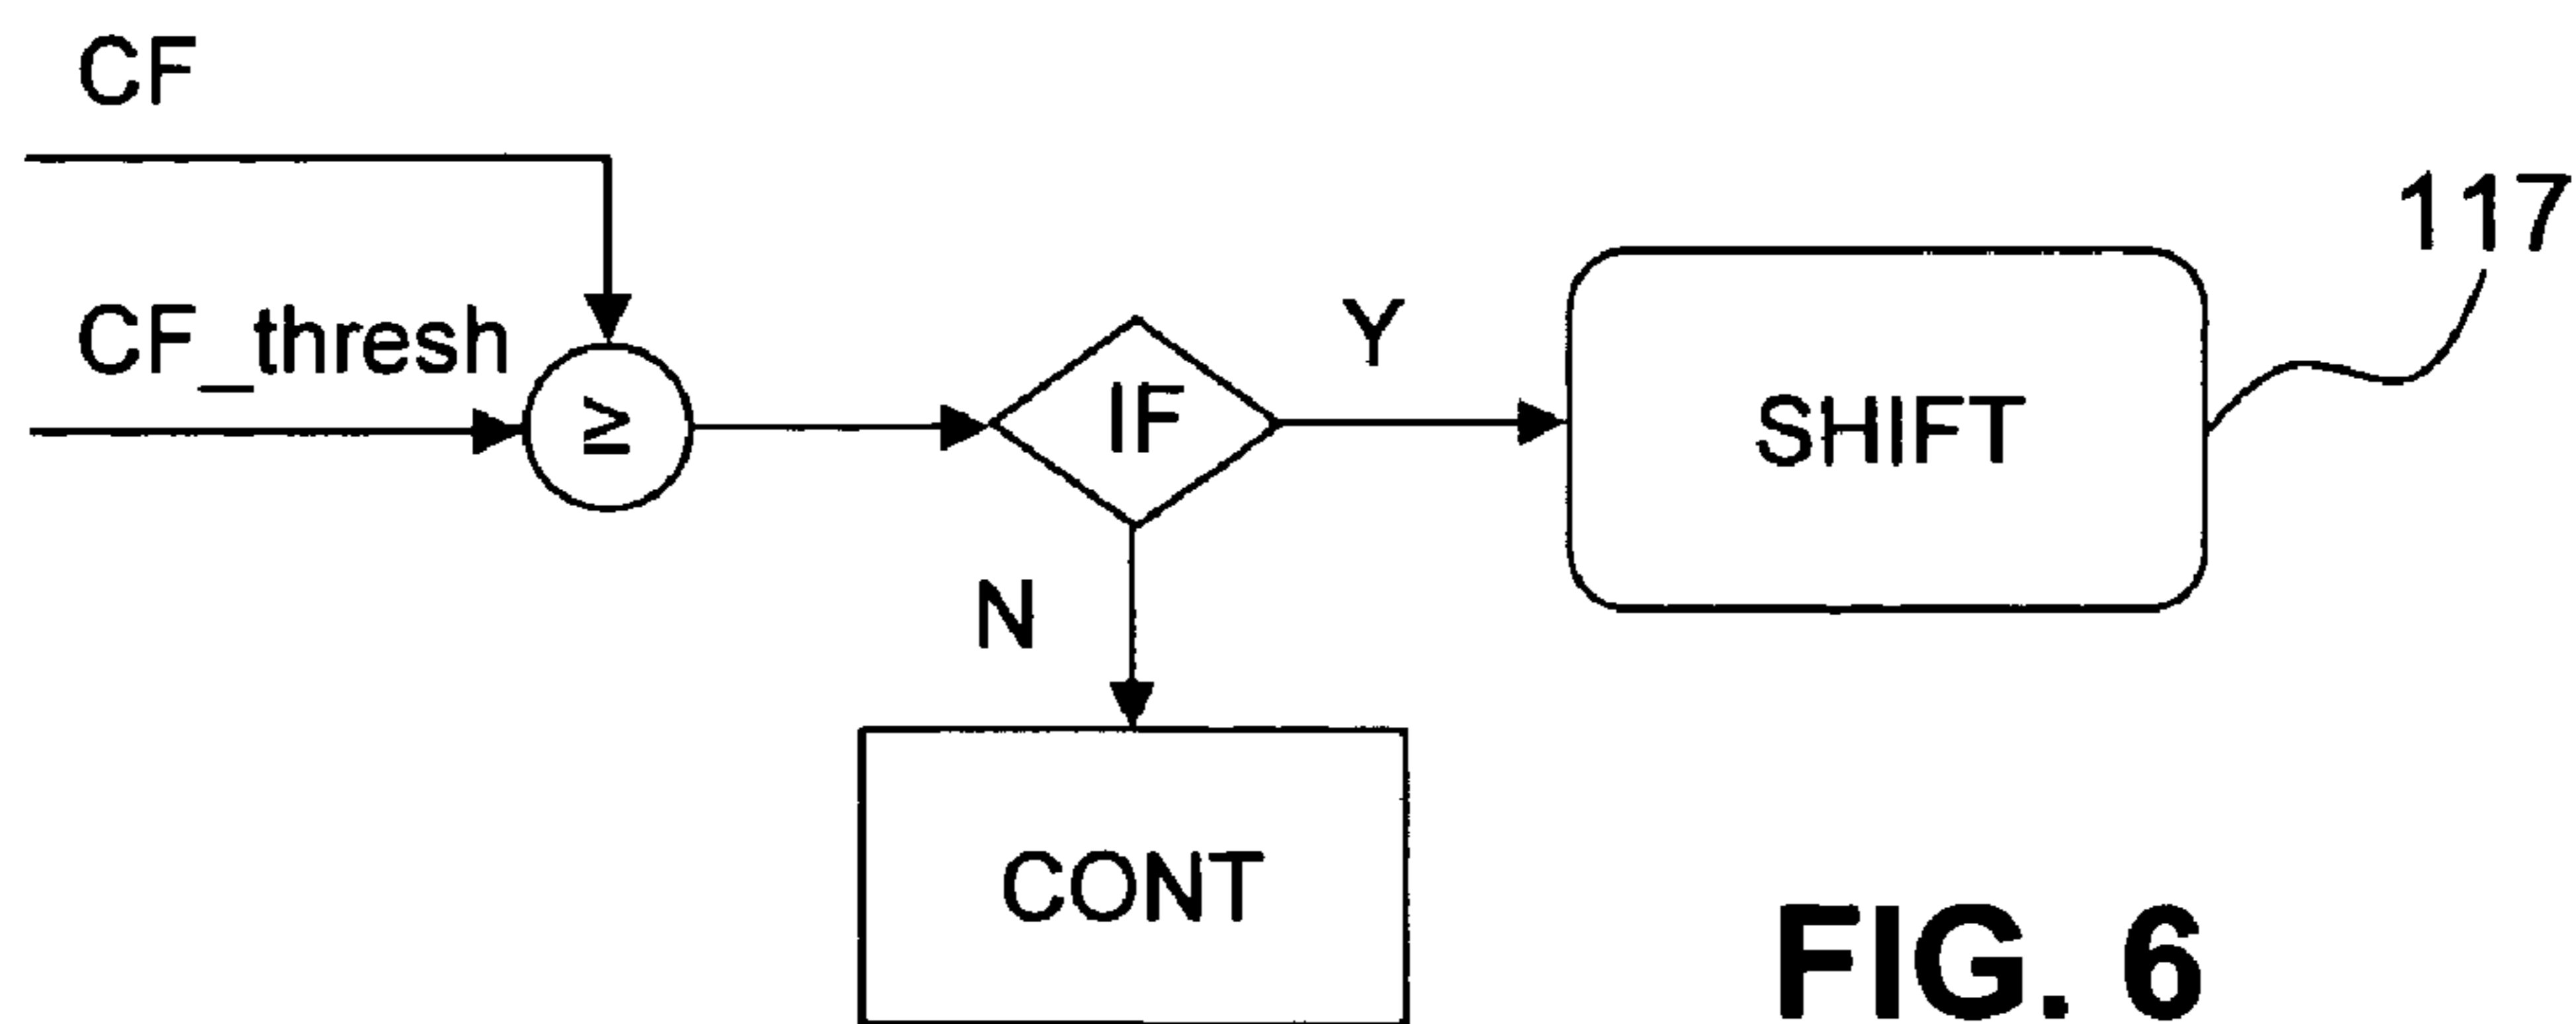 CF
117
CF_thresh
≥
IF
Y
SHIFT
N
CONT
FIG. 6